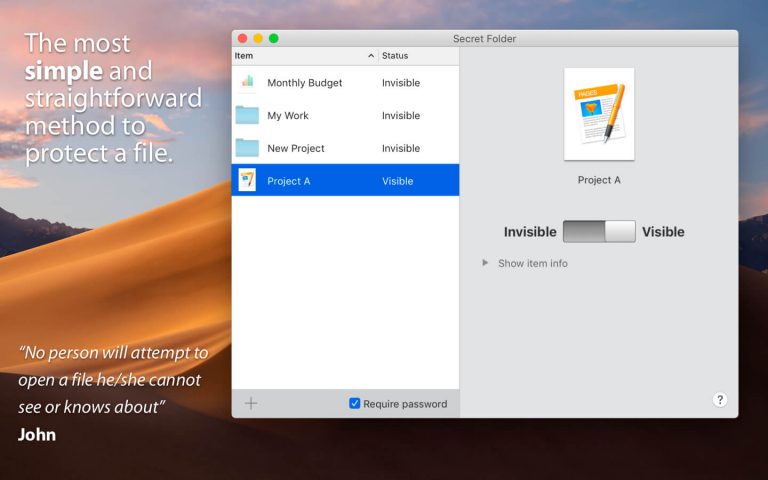 The most
simple and
straightforward
method to
protect a file.
“No person will attempt to
open a file he/she cannot
see or knows about”
John
Secret Folder
Item Status
Monthly Budget Invisible
My Work Invisible
New Project Invisible
Project A Visible
+ Require password
PAGES
Project A
Invisible Visible
Show item info
?